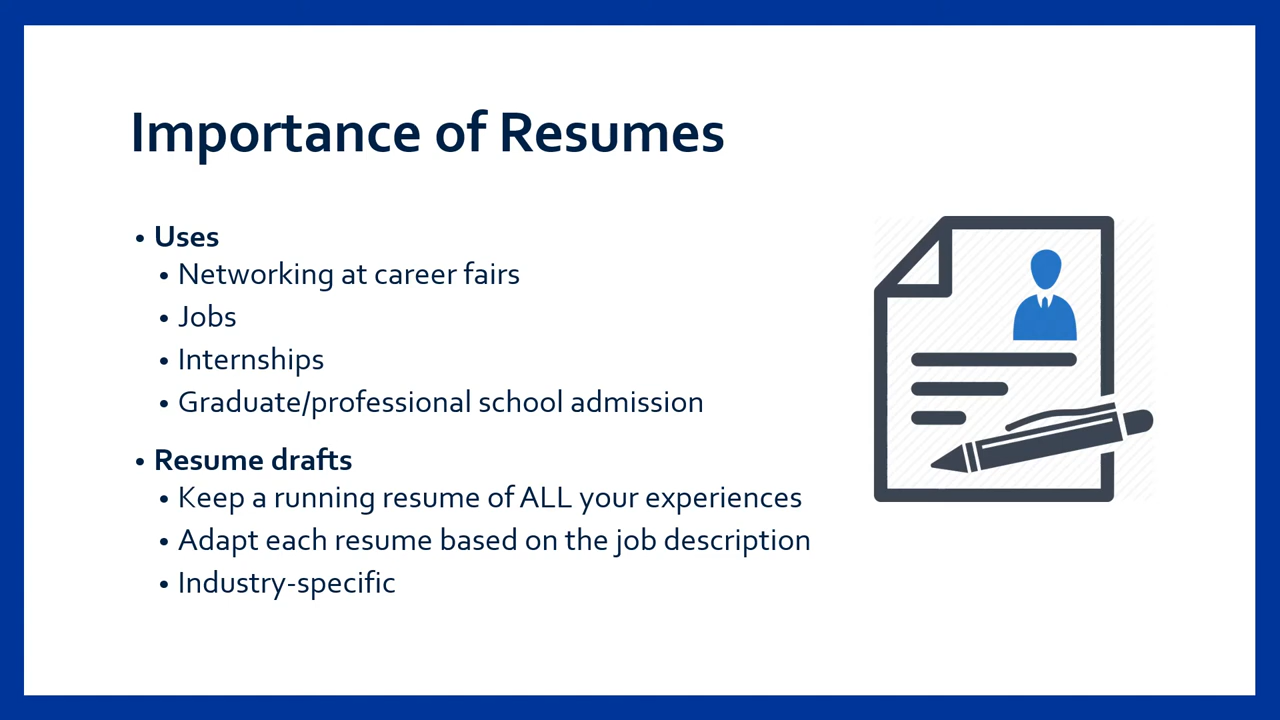 Importance of Resumes
• Uses
• Networking at career fairs
• Jobs
• Internships
• Graduate/professional school admission
• Resume drafts
• Keep a running resume of ALL your experiences
• Adapt each resume based on the job description
• Industry-specific